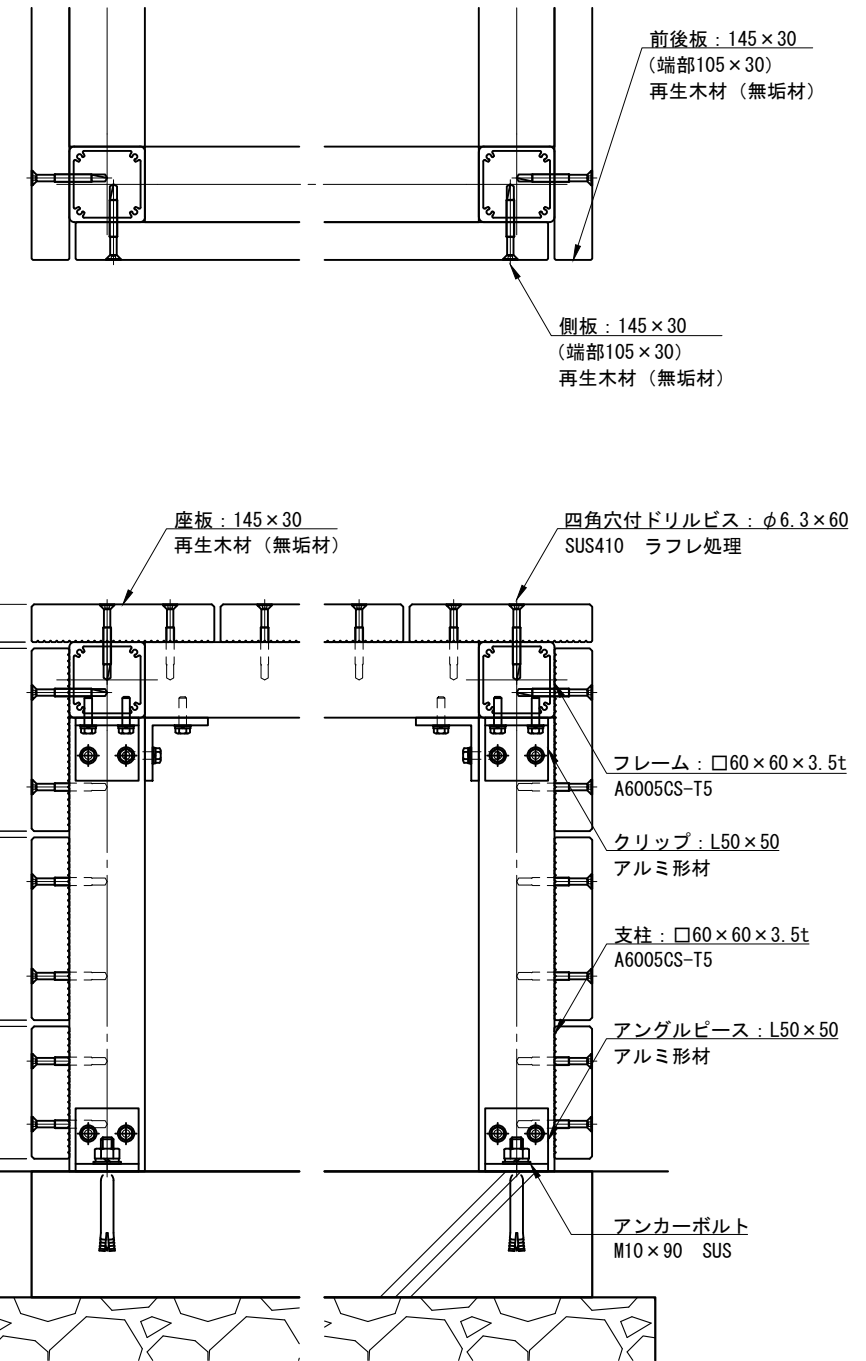 前後板：145×30
（端部105×30）
再生木材（無垢材）
側板：145×30
（端部105×30）
再生木材（無垢材）
座板：145×30
再生木材（無垢材）
四角穴付ドリルビス：φ6.3×60
SUS410　ラフレ処理
フレーム：□60×60×3.5t
A6005CS-T5
クリップ：L50×50
アルミ形材
支柱：□60×60×3.5t
A6005CS-T5
アングルピース：L50×50
アルミ形材
アンカーボルト
M10×90　SUS